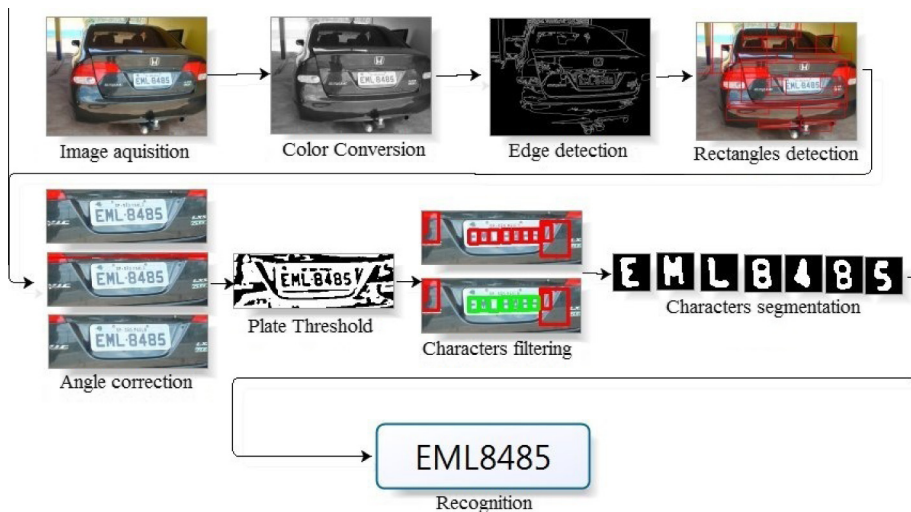 Image aquisition
Color Conversion
Edge detection
Rectangles detection
EML·8485
EML·8485
EML·8485
EML·8485
Angle correction
Plate Threshold
Characters filtering
E M L 8 4 8 5
Characters segmentation
EML8485
Recognition